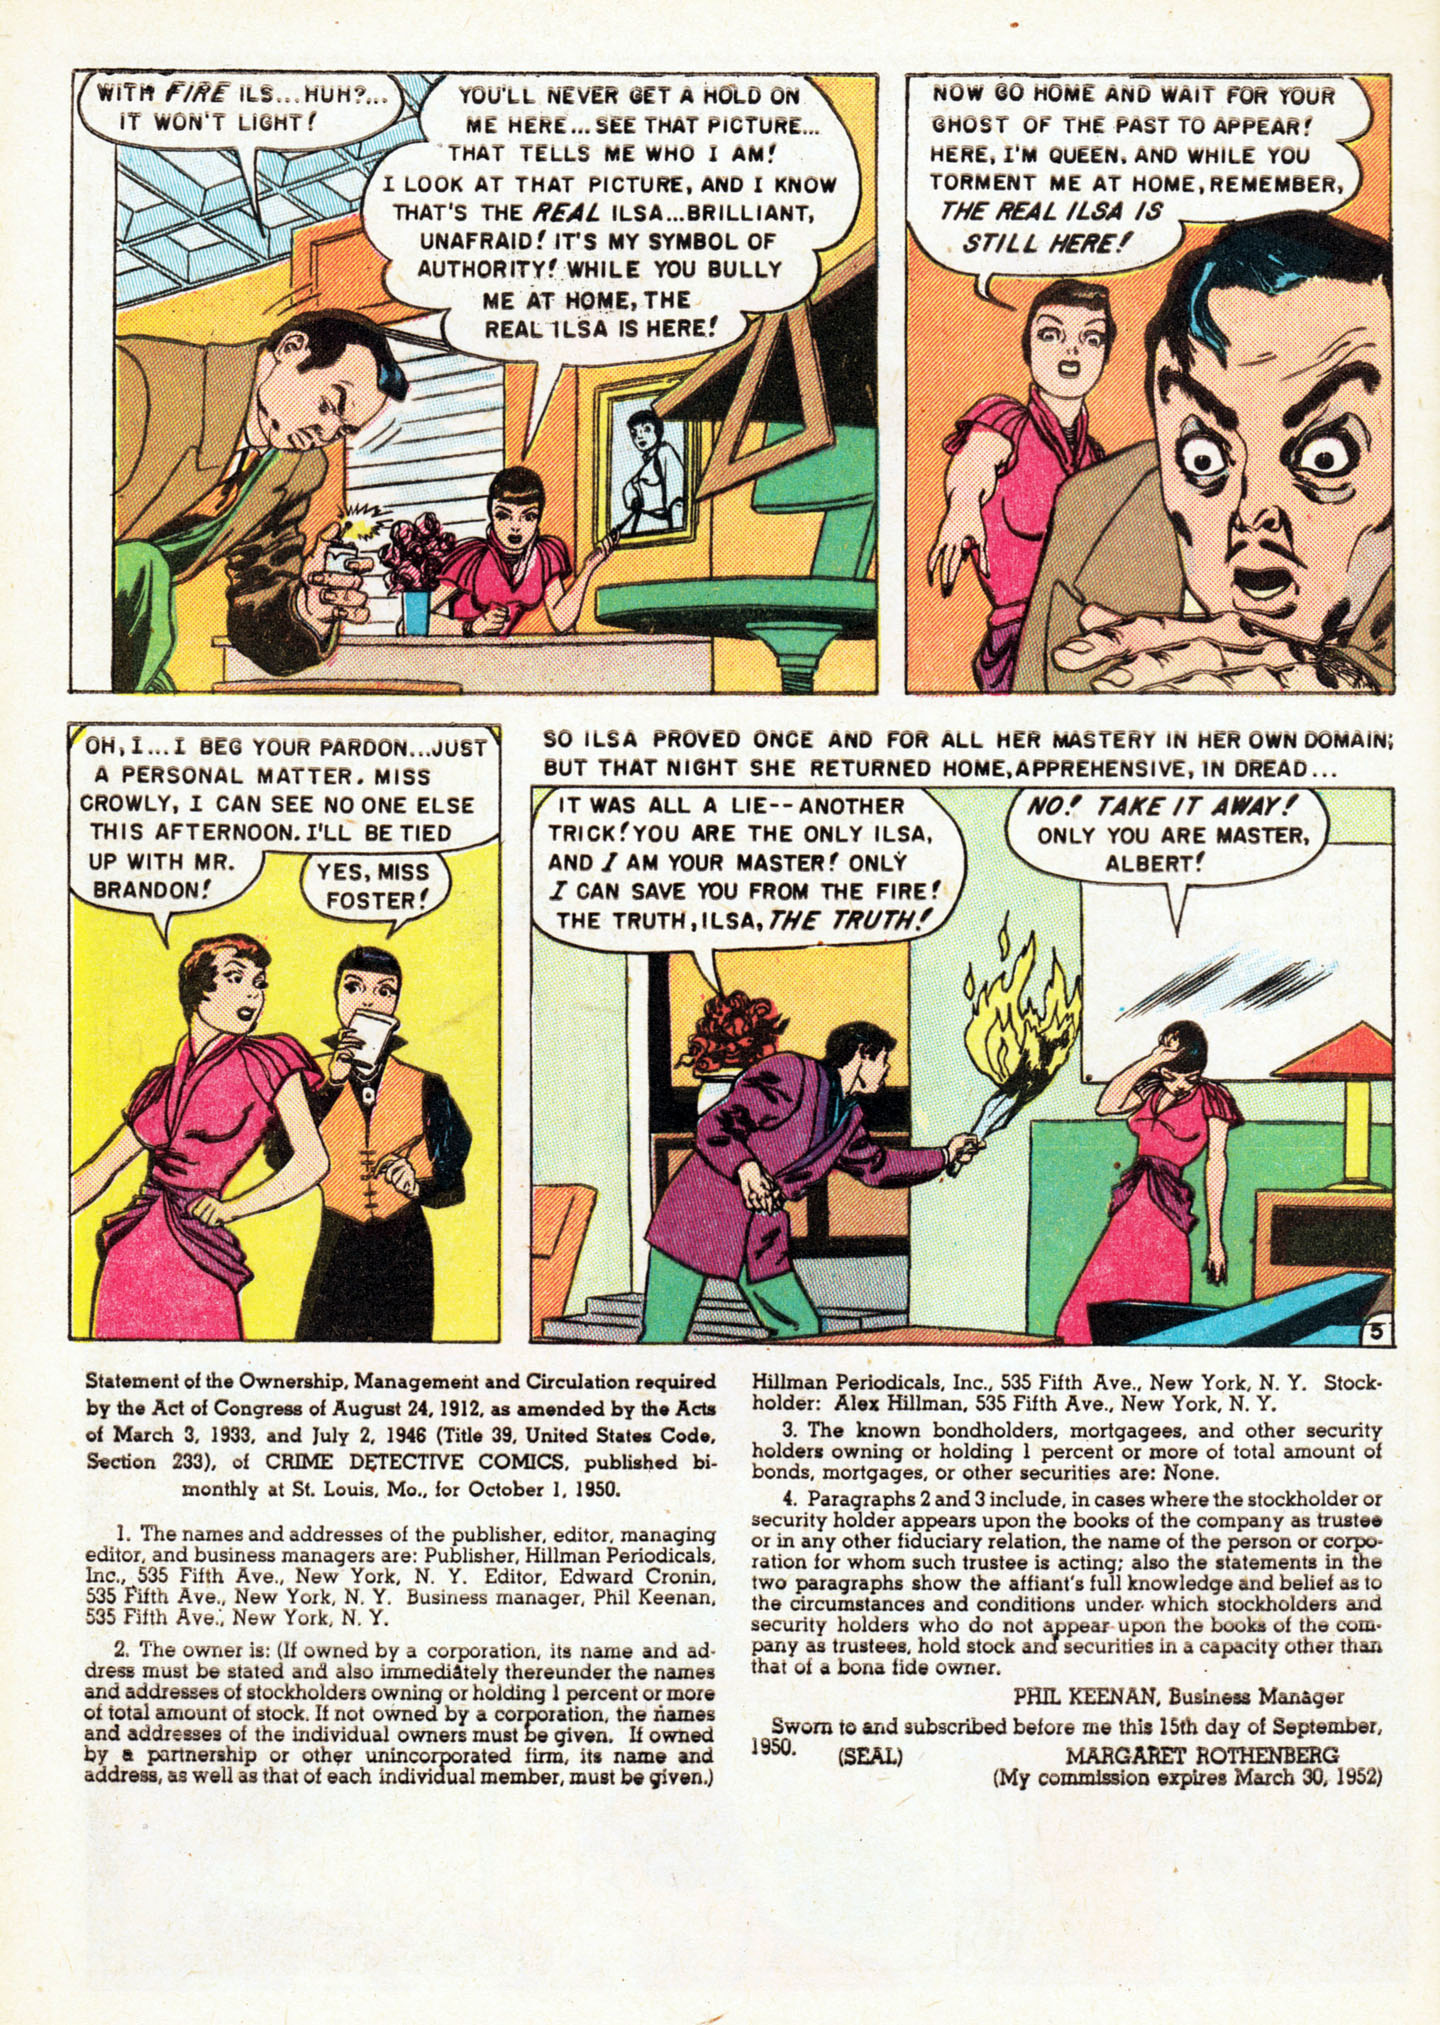 WITH FIRE ILS...HUH?...
IT WON'T LIGHT!
YOU'LL NEVER GET A HOLD ON
ME HERE...SEE THAT PICTURE...
THAT TELLS ME WHO I AM!
I LOOK AT THAT PICTURE, AND I KNOW
THAT'S THE REAL ILSA...BRILLIANT,
UNAFRAID! IT'S MY SYMBOL OF
AUTHORITY! WHILE YOU BULLY
ME AT HOME, THE
REAL ILSA IS HERE!
NOW GO HOME AND WAIT FOR YOUR
GHOST OF THE PAST TO APPEAR!
HERE, I'M QUEEN, AND WHILE YOU
TORMENT ME AT HOME, REMEMBER,
THE REAL ILSA IS
STILL HERE!
OH, I...I BEG YOUR PARDON...JUST
A PERSONAL MATTER. MISS
CROWLY, I CAN SEE NO ONE ELSE
THIS AFTERNOON. I'LL BE TIED
UP WITH MR.
BRANDON!
YES, MISS
FOSTER!
SO ILSA PROVED ONCE AND FOR ALL HER MASTERY IN HER OWN DOMAIN;
BUT THAT NIGHT SHE RETURNED HOME, APPREHENSIVE, IN DREAD...
IT WAS ALL A LIE--ANOTHER
TRICK! YOU ARE THE ONLY ILSA,
AND I AM YOUR MASTER! ONLY
I CAN SAVE YOU FROM THE FIRE!
THE TRUTH, ILSA, THE TRUTH!
NO! TAKE IT AWAY!
ONLY YOU ARE MASTER,
ALBERT!
5
Statement of the Ownership, Management and Circulation required
by the Act of Congress of August 24, 1912, as amended by the Acts
of March 3, 1933, and July 2, 1946 (Title 39, United States Code,
Section 233), of CRIME DETECTIVE COMICS, published bi-
monthly at St. Louis, Mo., for October 1, 1950.
1. The names and addresses of the publisher, editor, managing
editor, and business managers are: Publisher, Hillman Periodicals,
Inc., 535 Fifth Ave., New York, N. Y. Editor, Edward Cronin,
535 Fifth Ave., New York, N. Y. Business manager, Phil Keenan,
535 Fifth Ave., New York, N. Y.
2. The owner is: (If owned by a corporation, its name and ad-
dress must be stated and also immediately thereunder the names
and addresses of stockholders owning or holding 1 percent or more
of total amount of stock. If not owned by a corporation, the names
and addresses of the individual owners must be given. If owned
by a partnership or other unincorporated firm, its name and
address, as well as that of each individual member, must be given.)
Hillman Periodicals, Inc., 535 Fifth Ave., New York, N. Y. Stock-
holder: Alex Hillman, 535 Fifth Ave., New York, N. Y.
3. The known bondholders, mortgagees, and other security
holders owning or holding 1 percent or more of total amount of
bonds, mortgages, or other securities are: None.
4. Paragraphs 2 and 3 include, in cases where the stockholder or
security holder appears upon the books of the company as trustee
or in any other fiduciary relation, the name of the person or corpo-
ration for whom such trustee is acting; also the statements in the
two paragraphs show the affiant's full knowledge and belief as to
the circumstances and conditions under which stockholders and
security holders who do not appear upon the books of the com-
pany as trustees, hold stock and securities in a capacity other than
that of a bona fide owner.
PHIL KEENAN, Business Manager
Sworn to and subscribed before me this 15th day of September,
1950.
(SEAL) MARGARET ROTHENBERG
(My commission expires March 30, 1952)